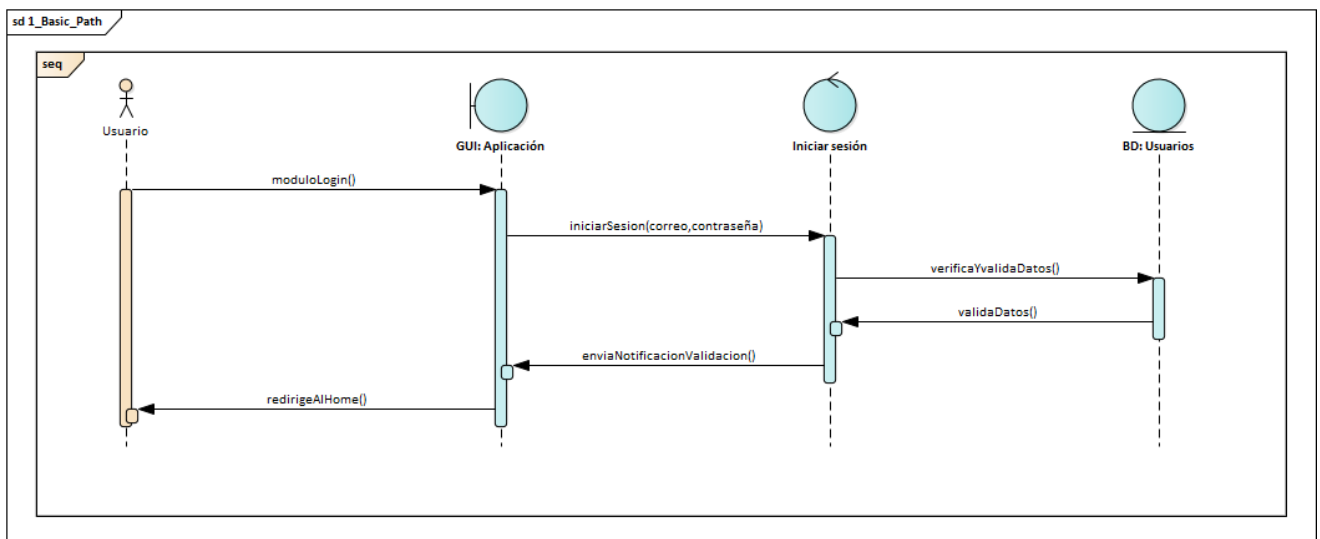 sd 1_Basic_Path
seq
Usuario
GUI: Aplicación
Iniciar sesión
BD: Usuarios
moduloLogin()
iniciarSesion(correo,contraseña)
verificaYvalidaDatos()
validaDatos()
enviaNotificacionValidacion()
redirigeAlHome()